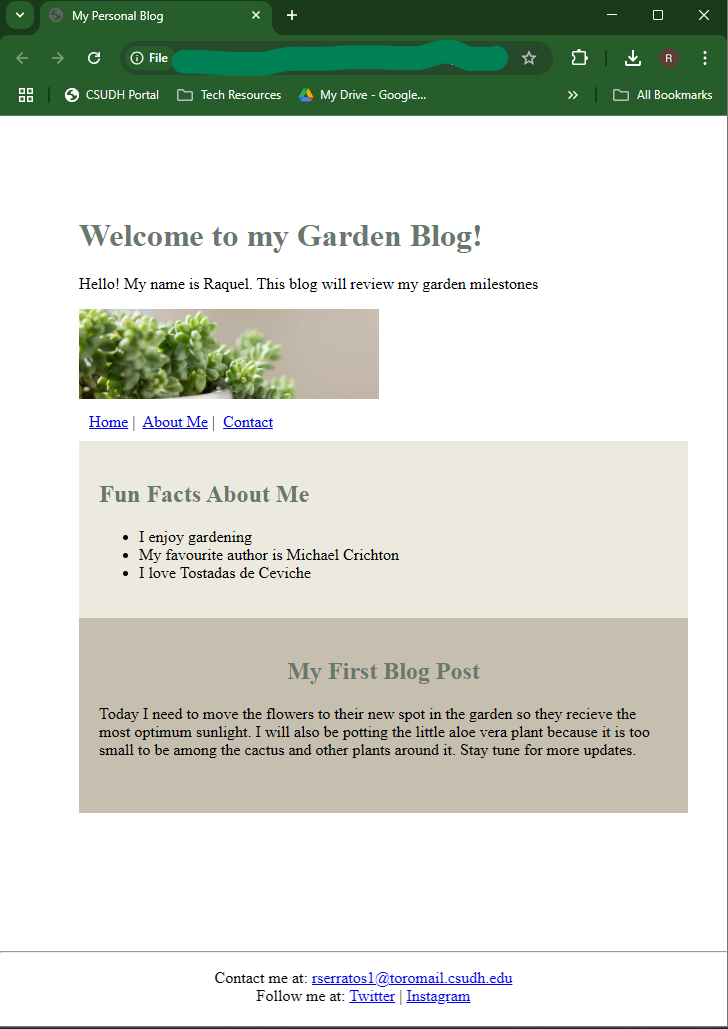 My Personal Blog
File
CSUDH Portal Tech Resources My Drive - Google... » All Bookmarks
R
Welcome to my Garden Blog!
Hello! My name is Raquel. This blog will review my garden milestones
Home | About Me | Contact
Fun Facts About Me
• I enjoy gardening
• My favourite author is Michael Crichton
• I love Tostadas de Ceviche
My First Blog Post
Today I need to move the flowers to their new spot in the garden so they recieve the
most optimum sunlight. I will also be potting the little aloe vera plant because it is too
small to be among the cactus and other plants around it. Stay tune for more updates.
Contact me at: rserratos1@toromail.csudh.edu
Follow me at: Twitter | Instagram